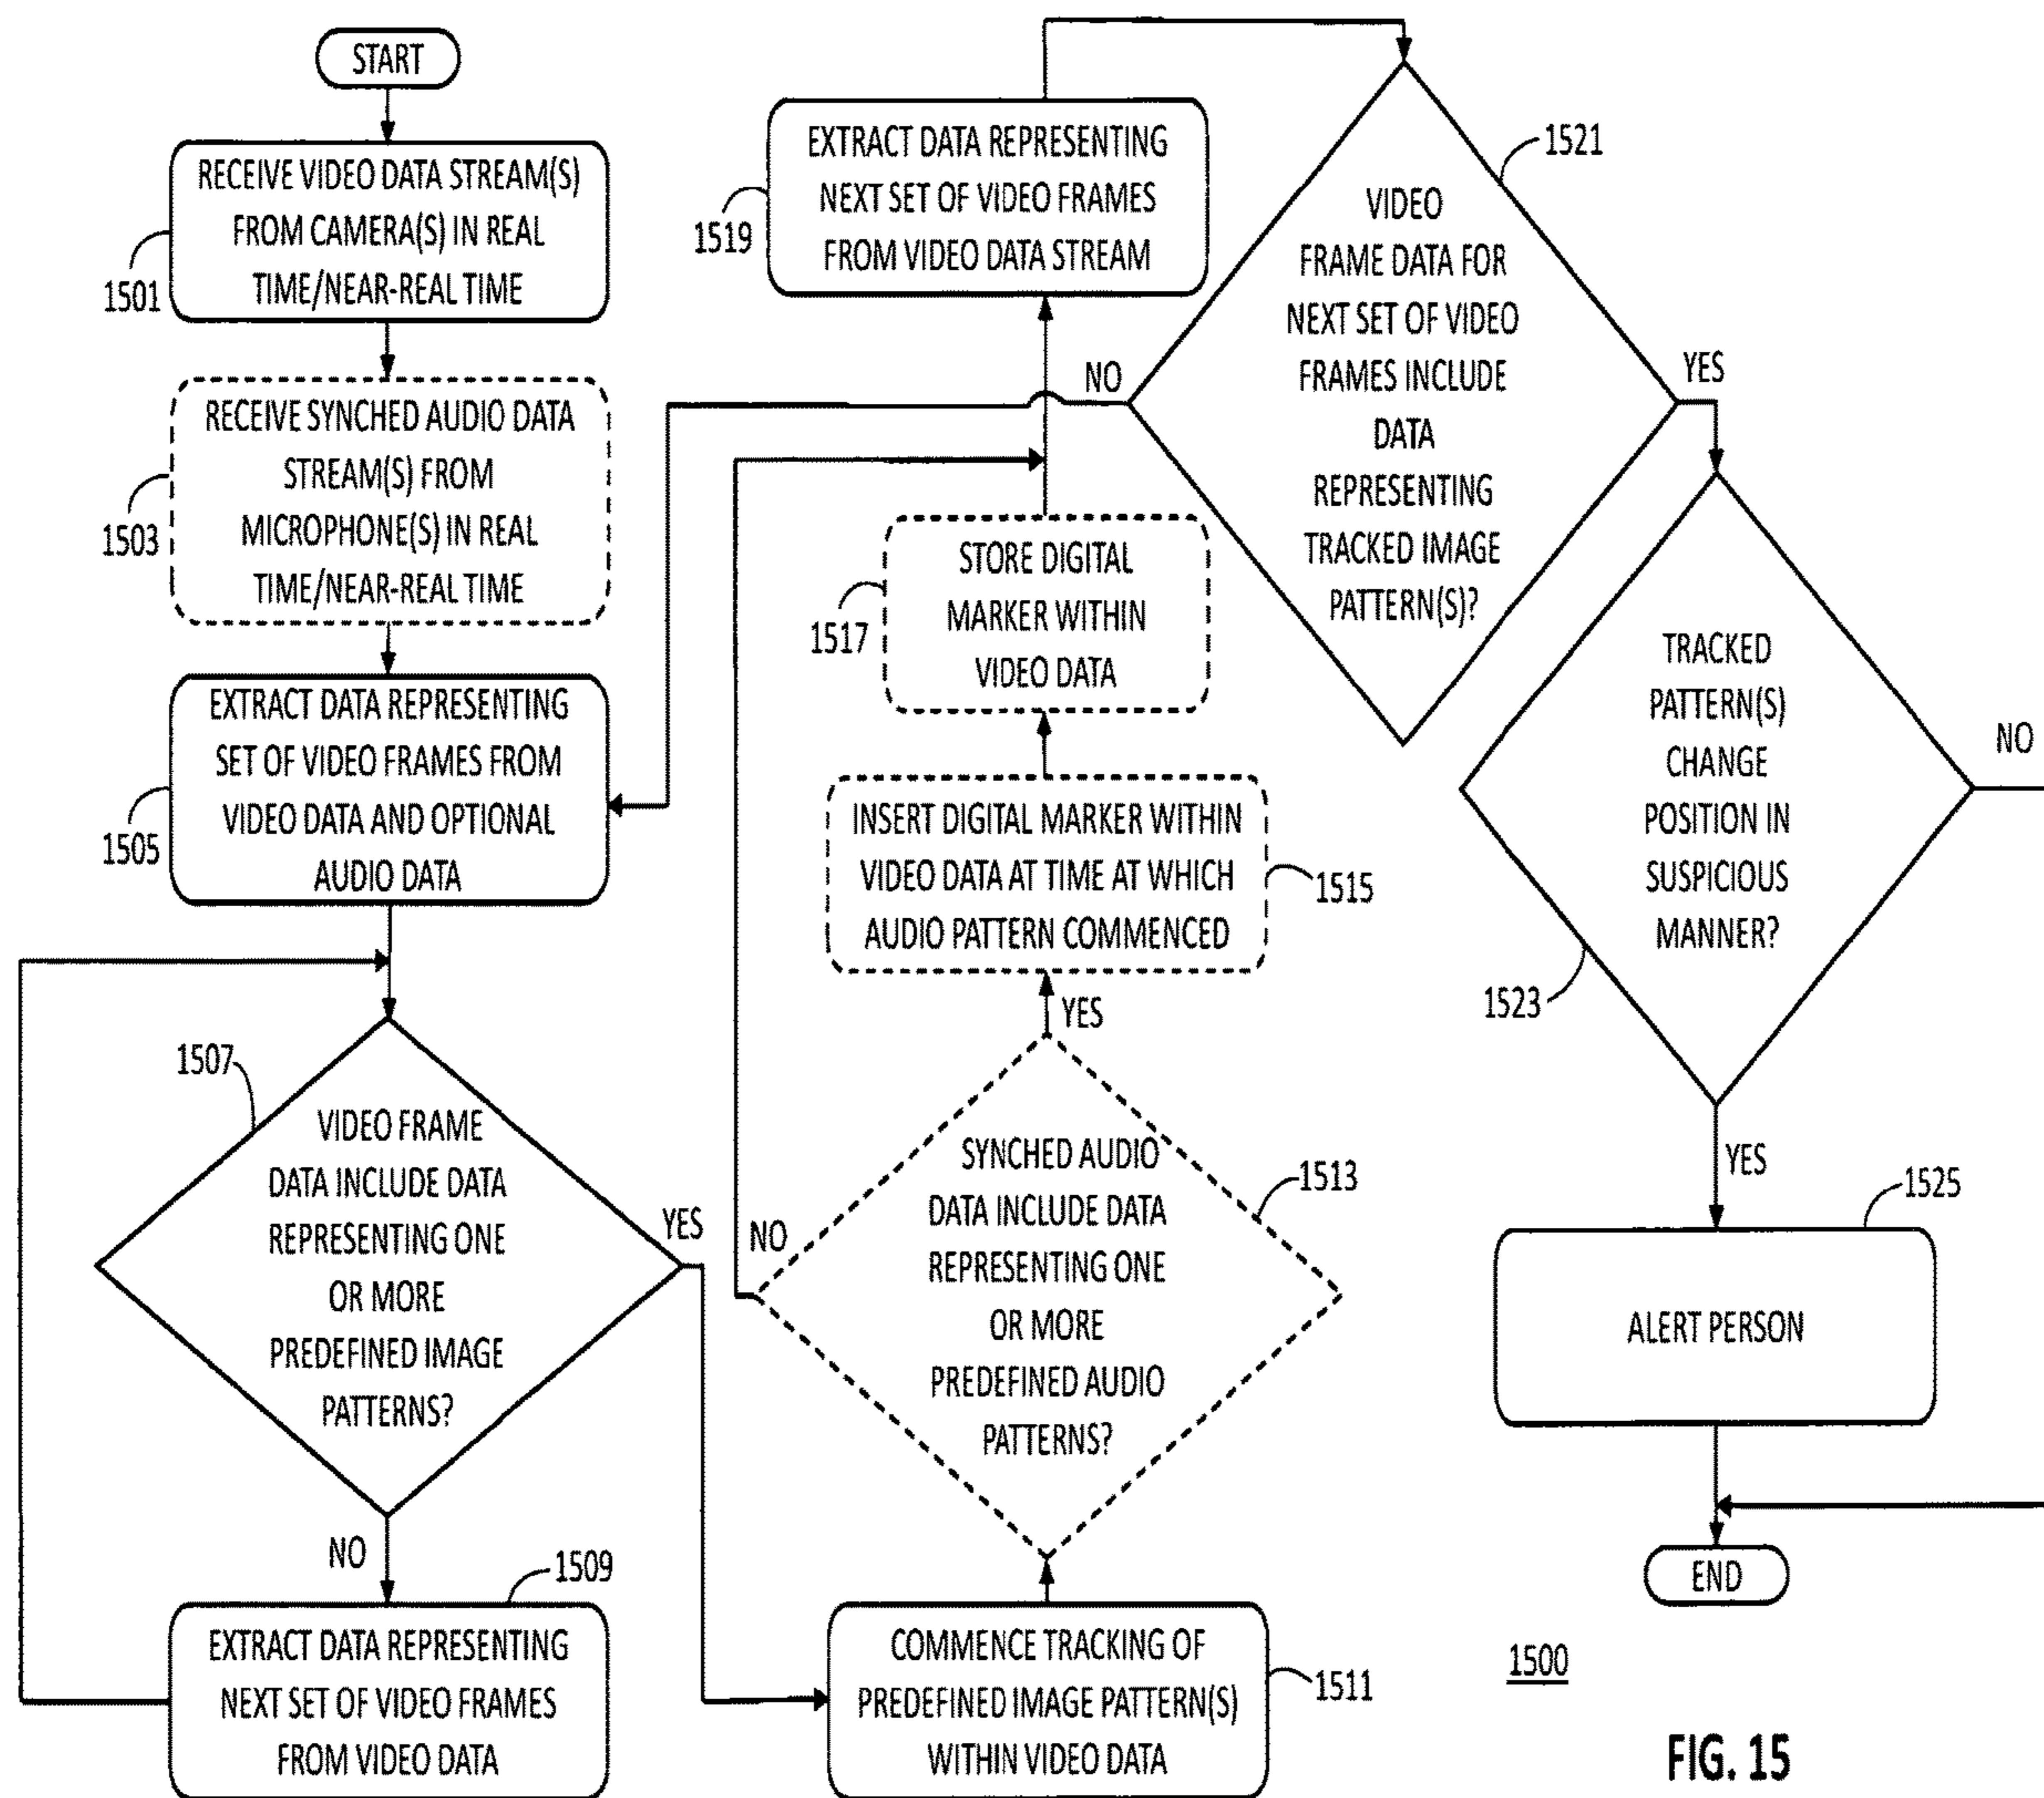 START
RECEIVE VIDEO DATA STREAM(S)
FROM CAMERA(S) IN REAL
TIME/NEAR-REAL TIME
1501
RECEIVE SYNCHED AUDIO DATA
STREAM(S) FROM
MICROPHONE(S) IN REAL
TIME/NEAR-REAL TIME
1503
EXTRACT DATA REPRESENTING
SET OF VIDEO FRAMES FROM
VIDEO DATA AND OPTIONAL
AUDIO DATA
1505
1507
VIDEO FRAME
DATA INCLUDE DATA
REPRESENTING ONE
OR MORE
PREDEFINED IMAGE
PATTERNS?
YES
NO
1509
EXTRACT DATA REPRESENTING
NEXT SET OF VIDEO FRAMES
FROM VIDEO DATA
COMMENCE TRACKING OF
PREDEFINED IMAGE PATTERN(S)
WITHIN VIDEO DATA
1511
SYNCHED AUDIO
DATA INCLUDE DATA
REPRESENTING ONE
OR MORE
PREDEFINED AUDIO
PATTERNS?
1513
NO
YES
INSERT DIGITAL MARKER WITHIN
VIDEO DATA AT TIME AT WHICH
AUDIO PATTERN COMMENCED
1515
STORE DIGITAL
MARKER WITHIN
VIDEO DATA
1517
EXTRACT DATA REPRESENTING
NEXT SET OF VIDEO FRAMES
FROM VIDEO DATA STREAM
1519
1521
VIDEO
FRAME DATA FOR
NEXT SET OF VIDEO
FRAMES INCLUDE
DATA
REPRESENTING
TRACKED IMAGE
PATTERN(S)?
NO
YES
TRACKED
PATTERN(S)
CHANGE
POSITION IN
SUSPICIOUS
MANNER?
1523
NO
YES
1525
ALERT PERSON
END
1500
FIG. 15